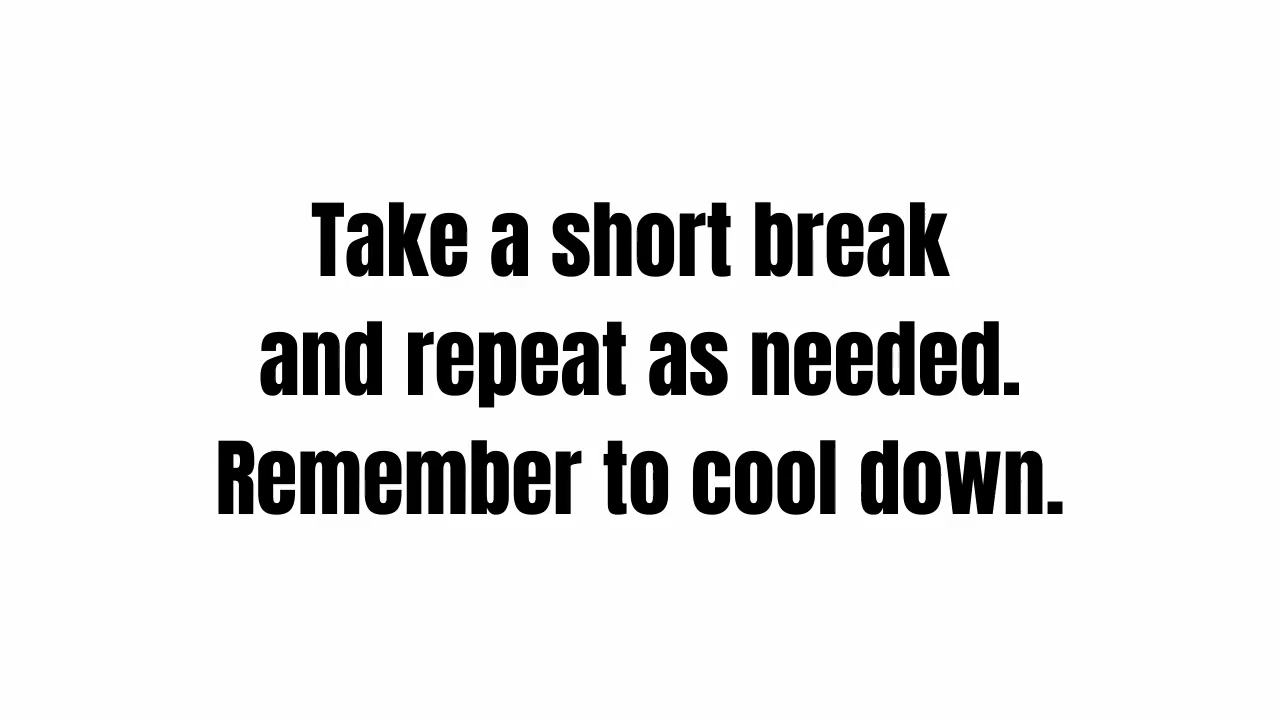 Take a short break
and repeat as needed.
Remember to cool down.